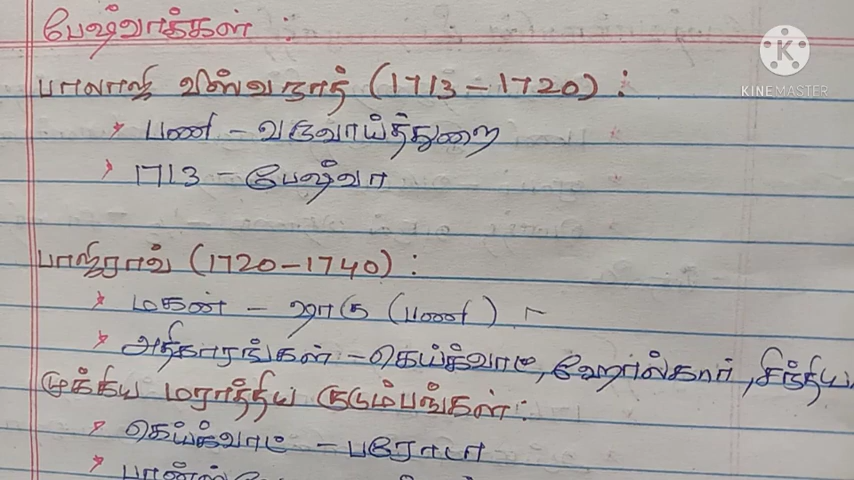 பேஷ்வாக்கள் :
KINEMASTER
பாலாஜி விஸ்வநாத் (1713 - 1720) :
* பணி - வருவாய்த்துறை
* 1713 - பேஷ்வா
பாஜிராவ் (1720 - 1740) :
* மகன் - ஷாகு (பணி)
* அதிகாரங்கள் - கெய்க்வாட், ஹோல்கார், சிந்திய
முக்கிய மராத்திய குடும்பங்கள் :
* கெய்க்வாட் - பரோடா